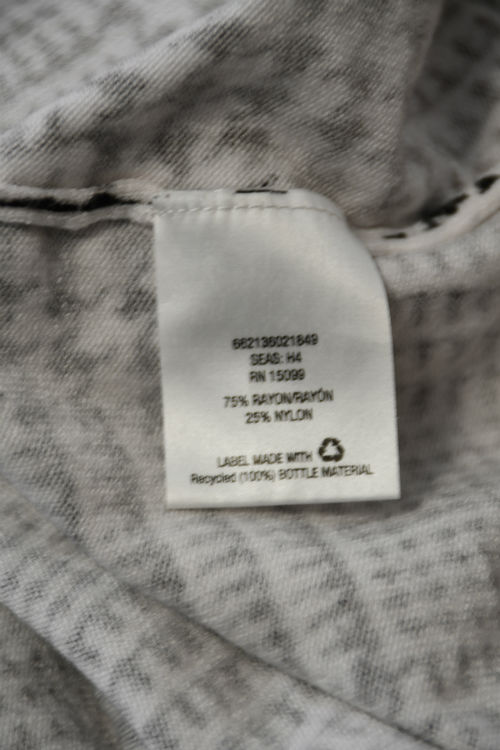 662136021849
SEAS: H4
RN 15099
75% RAYON/RAYÓN
25% NYLON
LABEL MADE WITH
Recycled (100%) BOTTLE MATERIAL